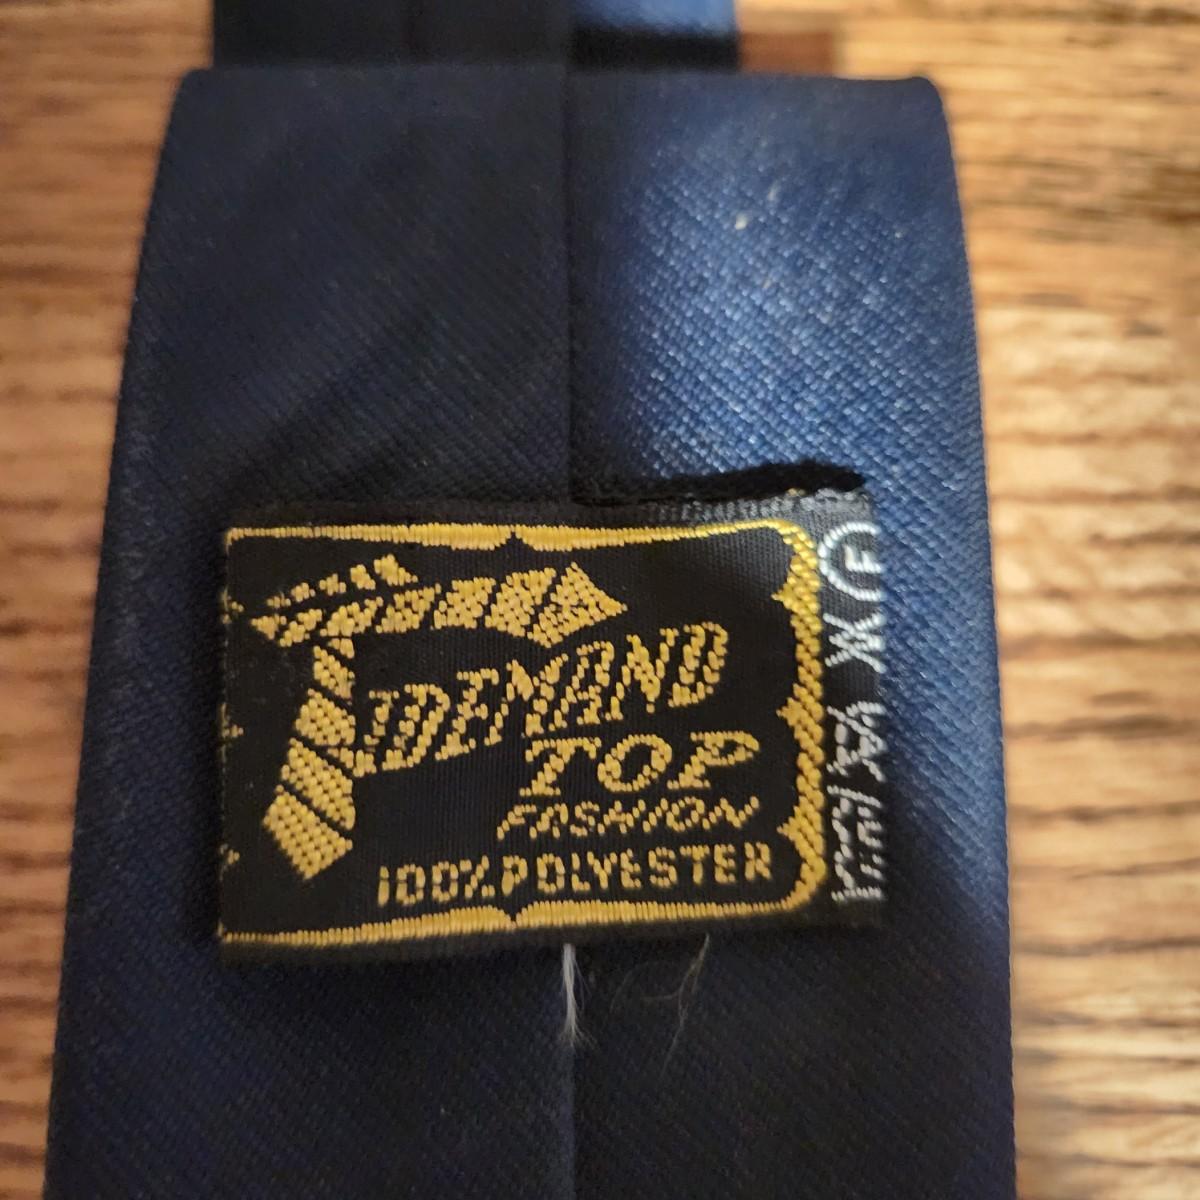 DEMAND
TOP
FASHION
100% POLYESTER
F